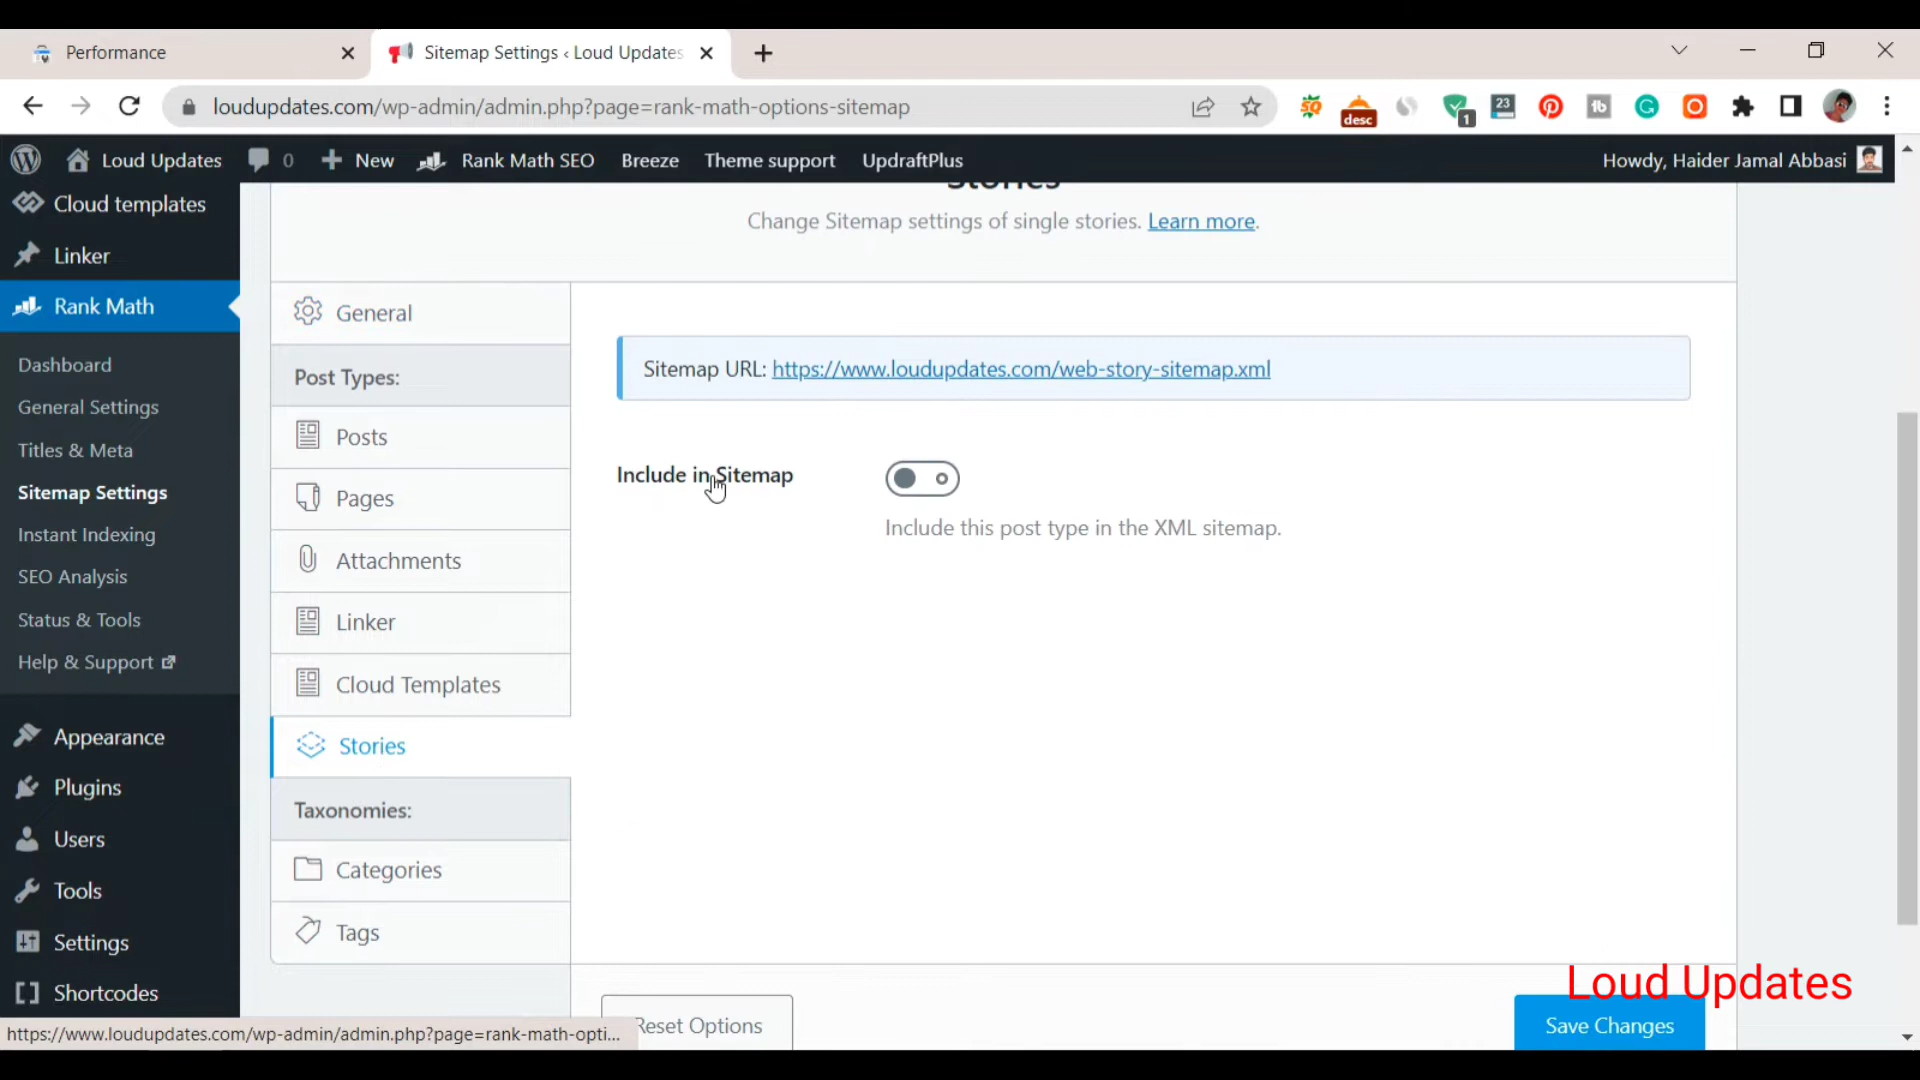 Performance
Sitemap Settings ‹ Loud Updates
loudupdates.com/wp-admin/admin.php?page=rank-math-options-sitemap
desc
1
23
Loud Updates
0
New
Rank Math SEO
Breeze
Theme support
UpdraftPlus
Howdy, Haider Jamal Abbasi
Cloud templates
Linker
Rank Math
Dashboard
General Settings
Titles & Meta
Sitemap Settings
Instant Indexing
SEO Analysis
Status & Tools
Help & Support
Appearance
Plugins
Users
Tools
Settings
Shortcodes
https://www.loudupdates.com/wp-admin/admin.php?page=rank-math-opti...
Stories
Change Sitemap settings of single stories. Learn more.
General
Post Types:
Posts
Pages
Attachments
Linker
Cloud Templates
Stories
Taxonomies:
Categories
Tags
Sitemap URL: https://www.loudupdates.com/web-story-sitemap.xml
Include in Sitemap
Include this post type in the XML sitemap.
Reset Options
Save Changes
Loud Updates